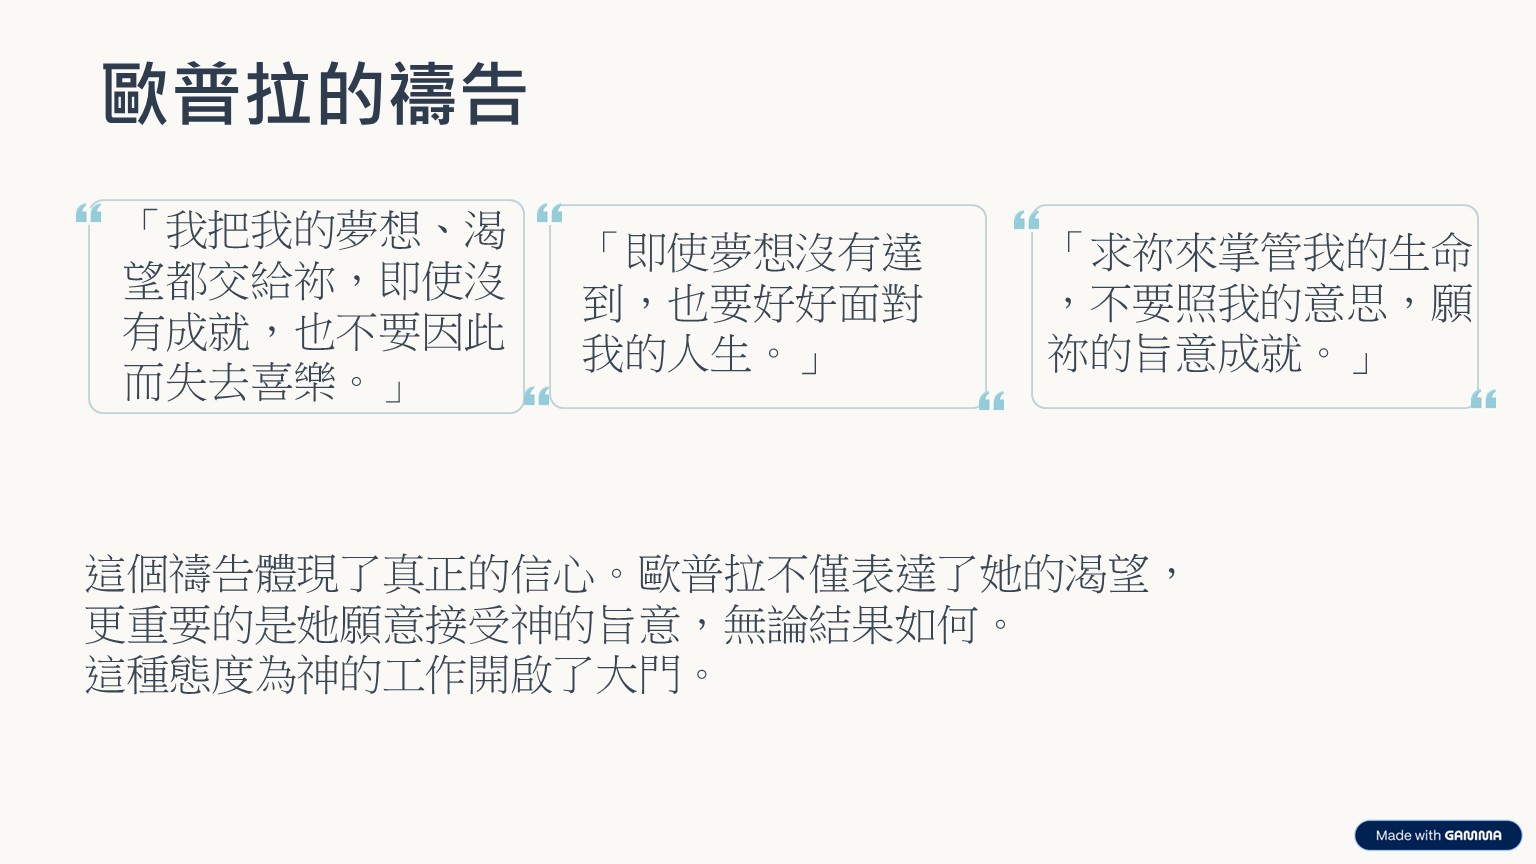 歐普拉的禱告
「我把我的夢想、渴
望都交給祢，即使沒
有成就，也不要因此
而失去喜樂。」
「即使夢想沒有達
到，也要好好面對
我的人生。」
「求祢來掌管我的生命
，不要照我的意思，願
祢的旨意成就。」
這個禱告體現了真正的信心。歐普拉不僅表達了她的渴望，
更重要的是她願意接受神的旨意，無論結果如何。
這種態度為神的工作開啟了大門。
Made with GAMMA